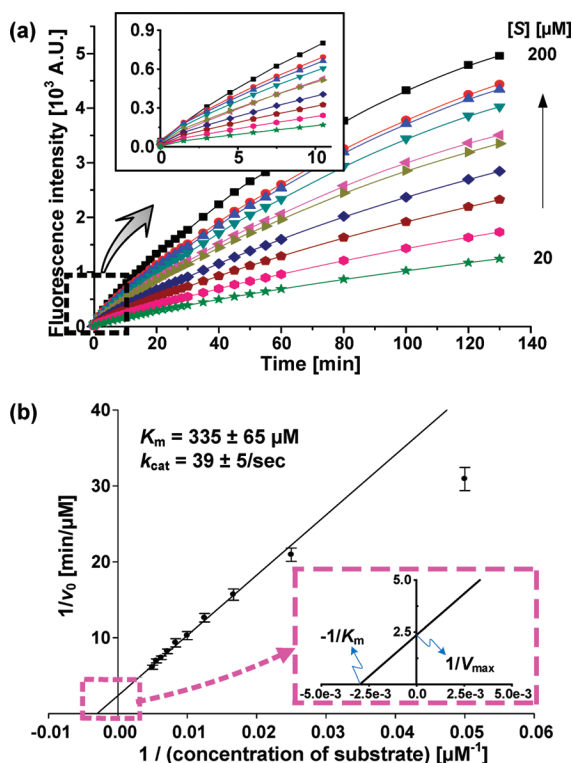 (a)
[S] [µM]
200
20
Fluorescence intensity [10³ A.U.]
5
4
3
2
1
0
0.9
0.6
0.3
0.0
0 5 10
0 20 40 60 80 100 120 140
Time [min]
(b)
Km = 335 ± 65 µM
kcat = 39 ± 5/sec
1/v0 [min/µM]
40
30
20
10
5.0
2.5
-1/Km
1/Vmax
-5.0e-3 -2.5e-3 0.0 2.5e-3 5.0e-3
-0.01 0.00 0.01 0.02 0.03 0.04 0.05 0.06
1 / (concentration of substrate) [µM⁻¹]